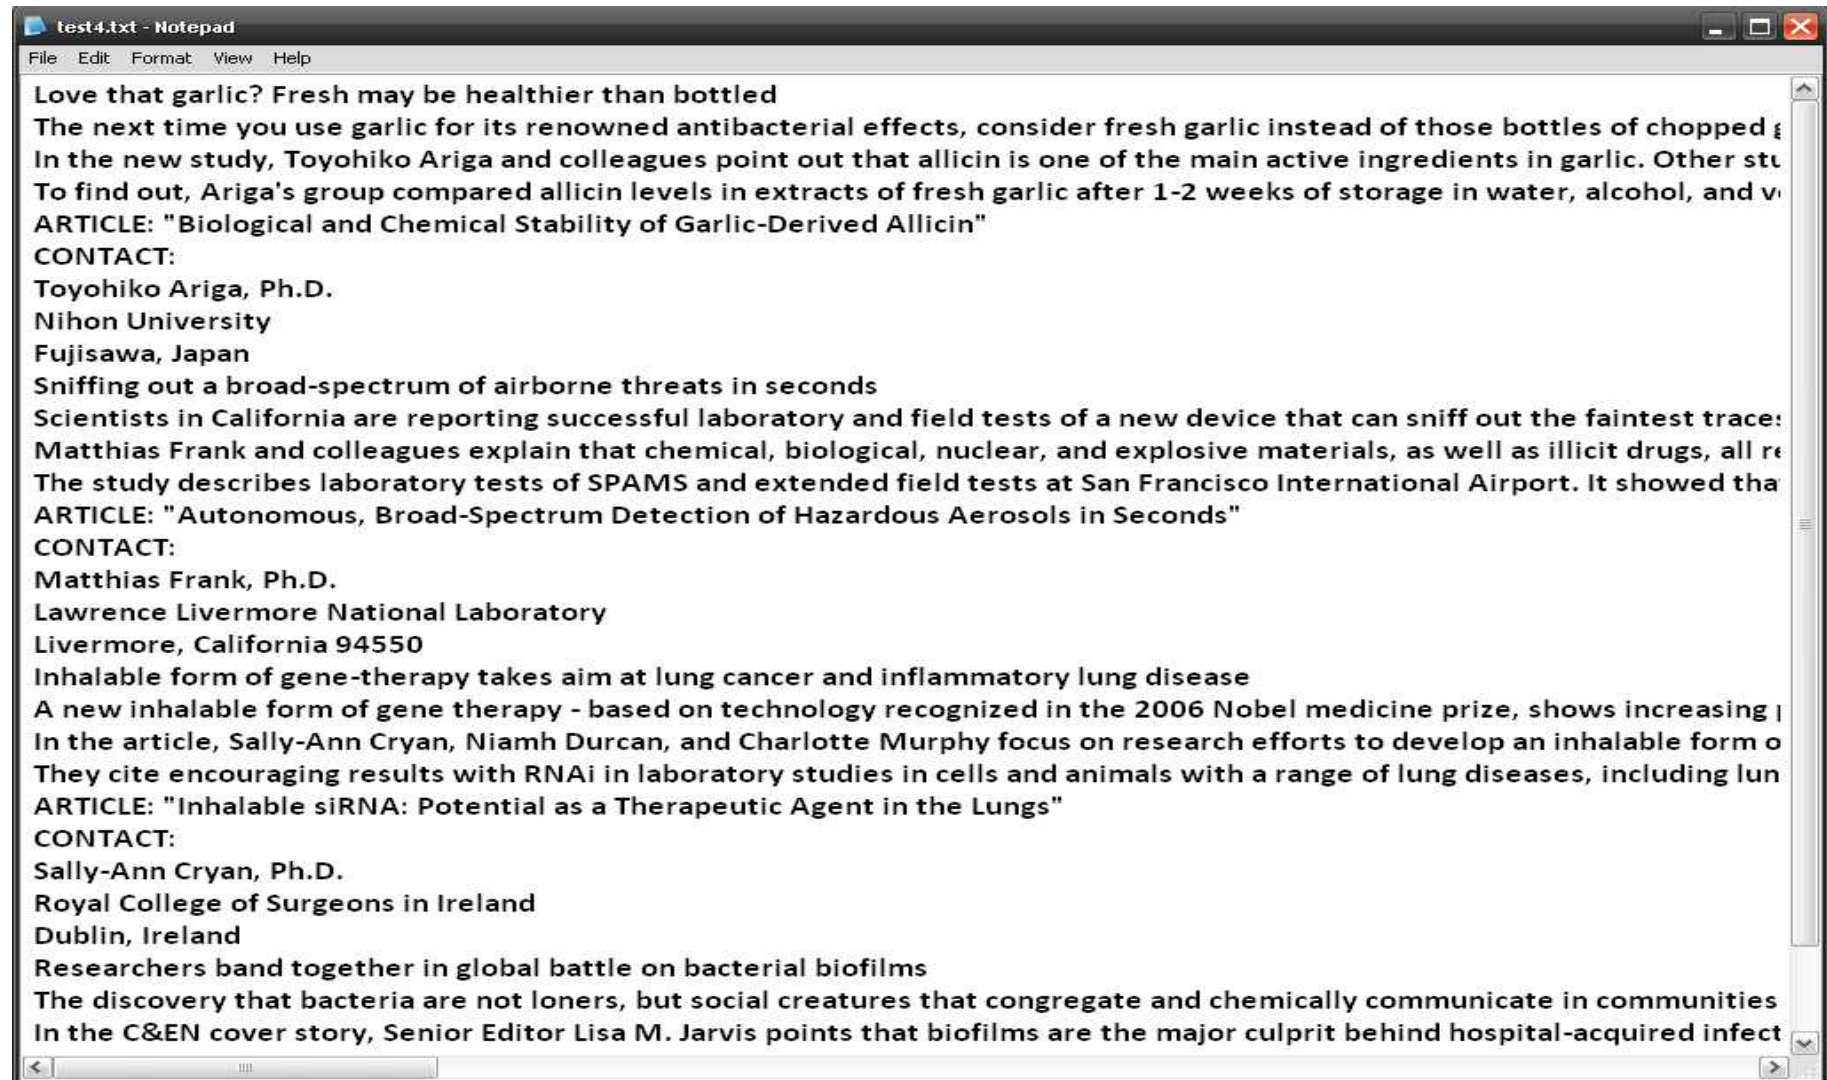 test4.txt - Notepad
File Edit Format View Help
Love that garlic? Fresh may be healthier than bottled
The next time you use garlic for its renowned antibacterial effects, consider fresh garlic instead of those bottles of chopped
In the new study, Toyohiko Ariga and colleagues point out that allicin is one of the main active ingredients in garlic. Other
To find out, Ariga's group compared allicin levels in extracts of fresh garlic after 1-2 weeks of storage in water, alcohol, and
ARTICLE: "Biological and Chemical Stability of Garlic-Derived Allicin"
CONTACT:
Toyohiko Ariga, Ph.D.
Nihon University
Fujisawa, Japan
Sniffing out a broad-spectrum of airborne threats in seconds
Scientists in California are reporting successful laboratory and field tests of a new device that can sniff out the faintest
Matthias Frank and colleagues explain that chemical, biological, nuclear, and explosive materials, as well as illicit drugs, all
The study describes laboratory tests of SPAMS and extended field tests at San Francisco International Airport. It showed
ARTICLE: "Autonomous, Broad-Spectrum Detection of Hazardous Aerosols in Seconds"
CONTACT:
Matthias Frank, Ph.D.
Lawrence Livermore National Laboratory
Livermore, California 94550
Inhalable form of gene-therapy takes aim at lung cancer and inflammatory lung disease
A new inhalable form of gene therapy - based on technology recognized in the 2006 Nobel medicine prize, shows increasing
In the article, Sally-Ann Cryan, Niamh Durcan, and Charlotte Murphy focus on research efforts to develop an inhalable form
They cite encouraging results with RNAi in laboratory studies in cells and animals with a range of lung diseases, including
ARTICLE: "Inhalable siRNA: Potential as a Therapeutic Agent in the Lungs"
CONTACT:
Sally-Ann Cryan, Ph.D.
Royal College of Surgeons in Ireland
Dublin, Ireland
Researchers band together in global battle on bacterial biofilms
The discovery that bacteria are not loners, but social creatures that congregate and chemically communicate in communities
In the C&EN cover story, Senior Editor Lisa M. Jarvis points that biofilms are the major culprit behind hospital-acquired